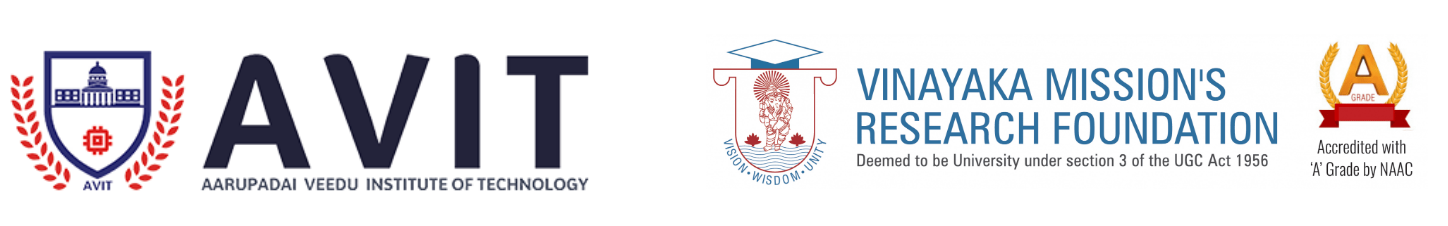 AVIT
AVIT
AARUPADAI VEEDU INSTITUTE OF TECHNOLOGY
VISION • WISDOM • UNITY
VINAYAKA MISSION'S
RESEARCH FOUNDATION
Deemed to be University under section 3 of the UGC Act 1956
A
GRADE
Accredited with
'A' Grade by NAAC